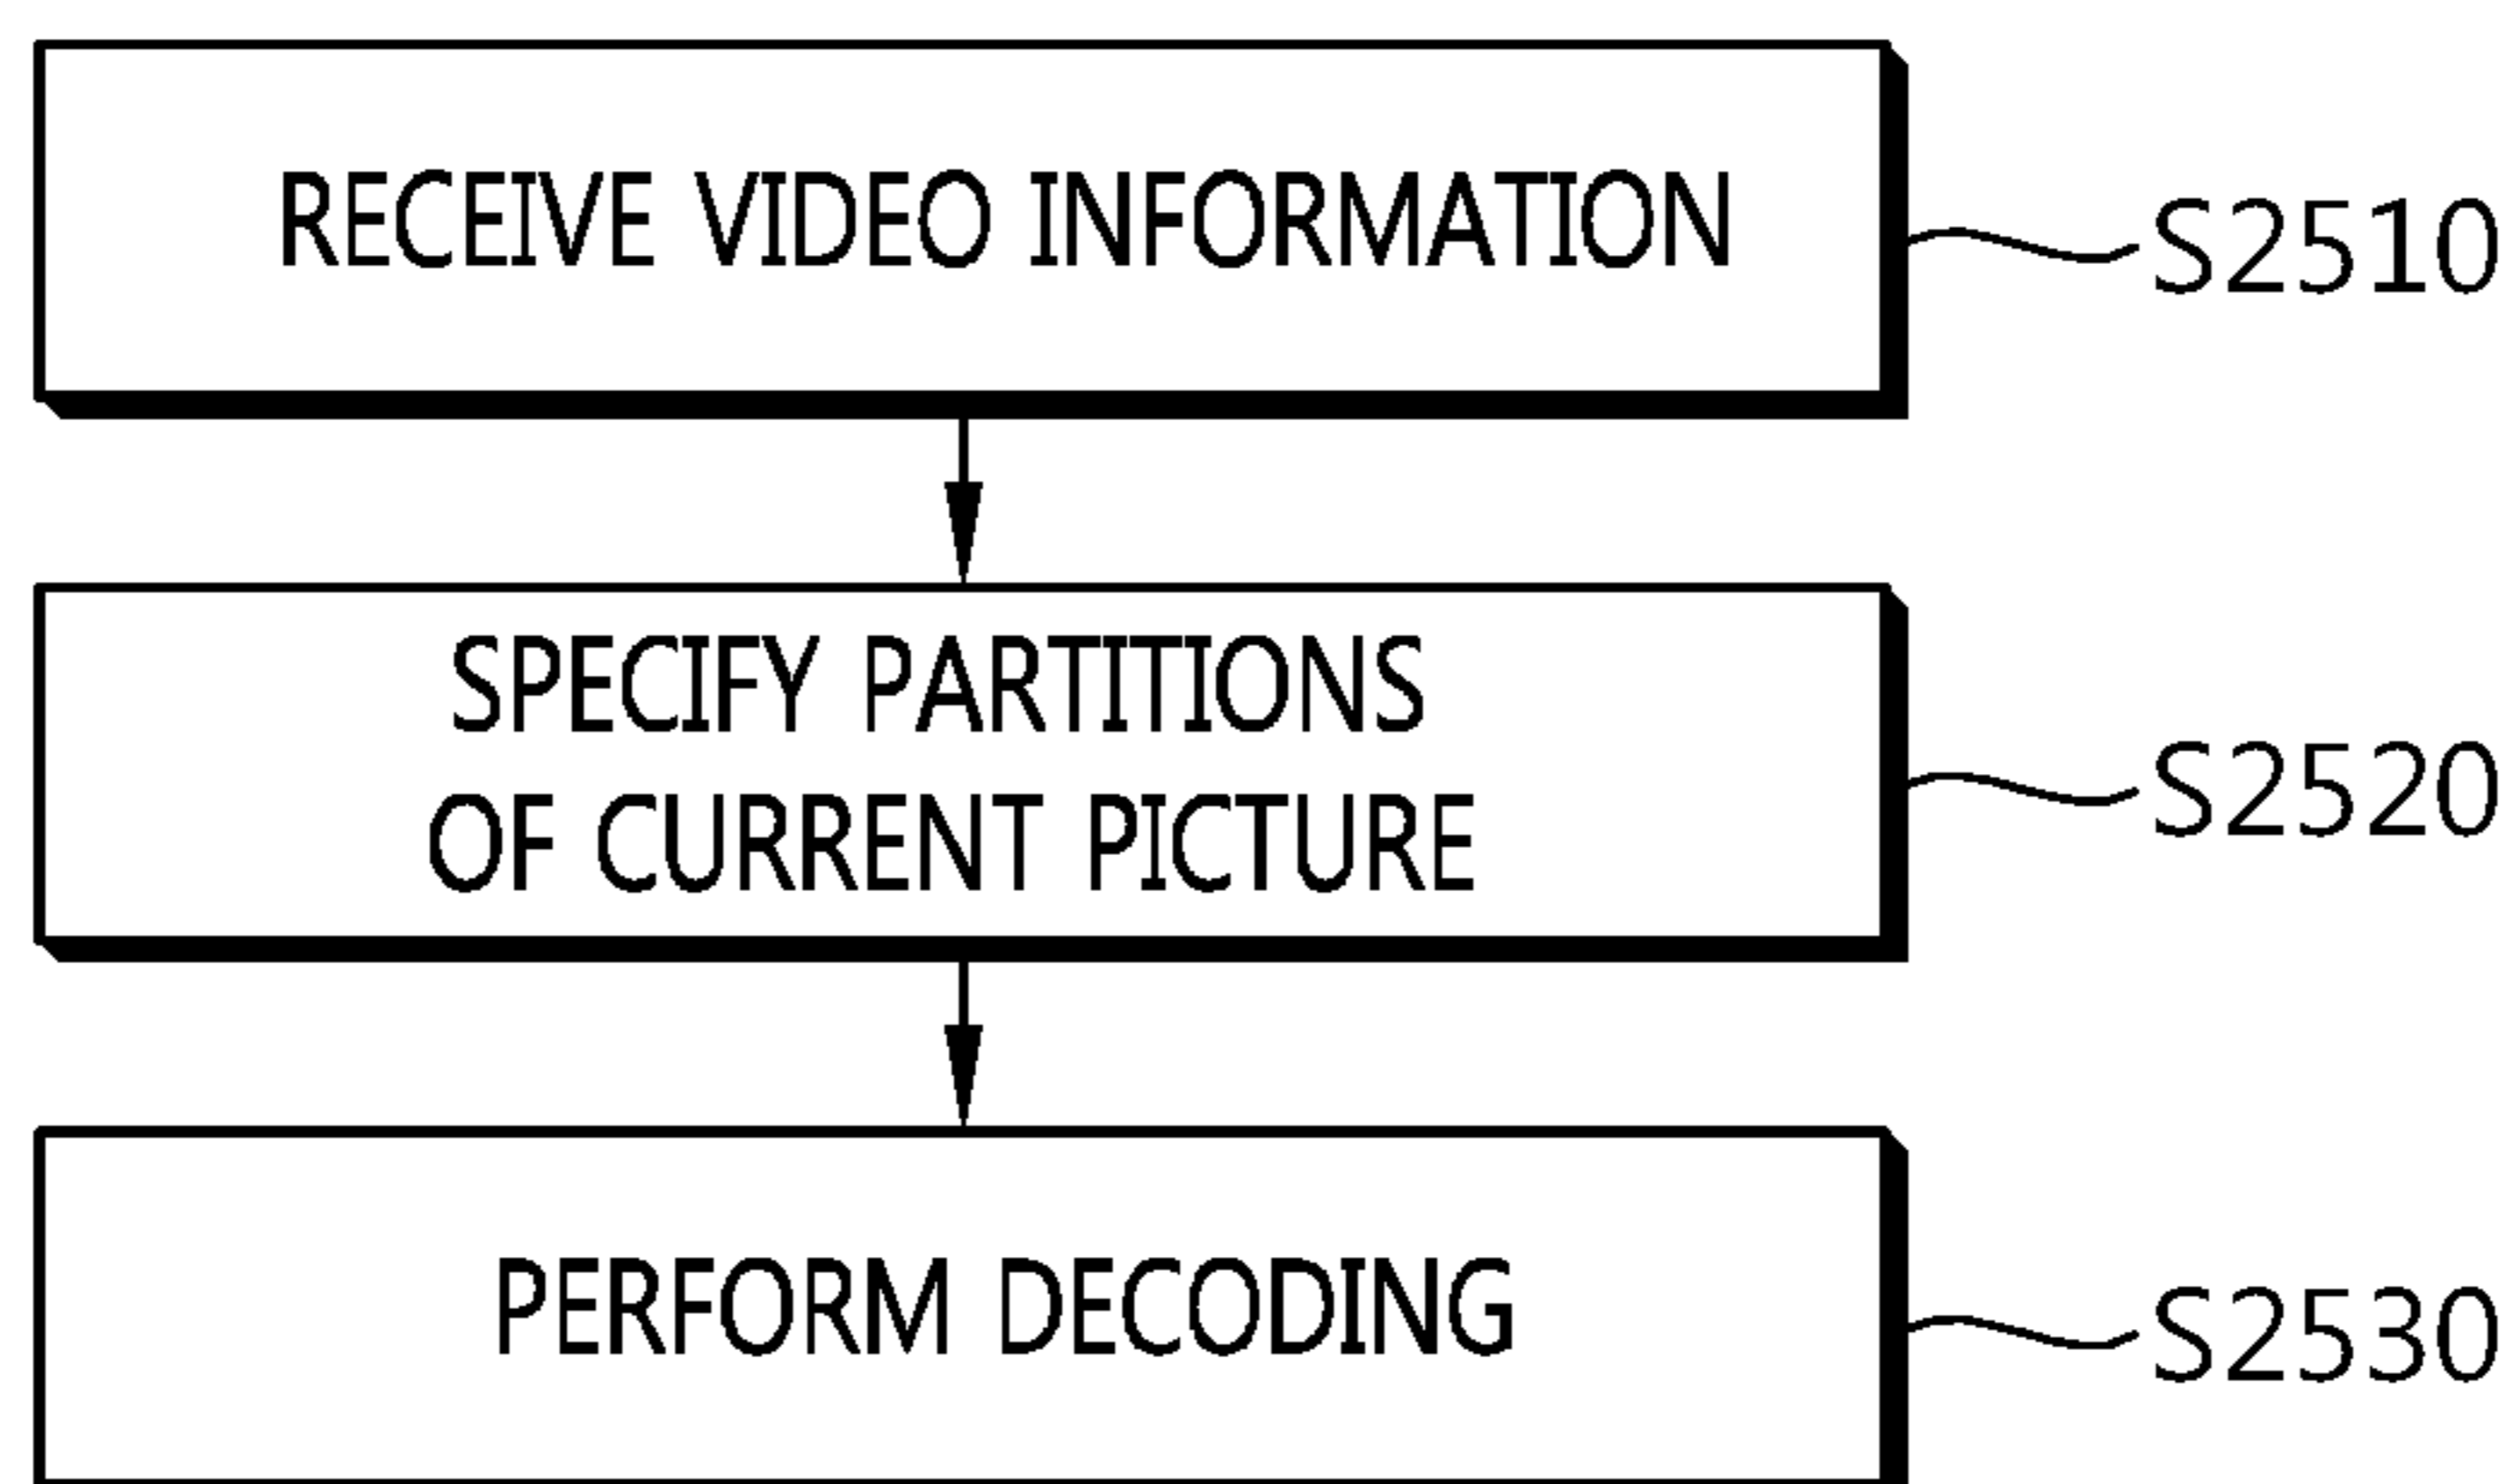 RECEIVE VIDEO INFORMATION
S2510
SPECIFY PARTITIONS
OF CURRENT PICTURE
S2520
PERFORM DECODING
S2530